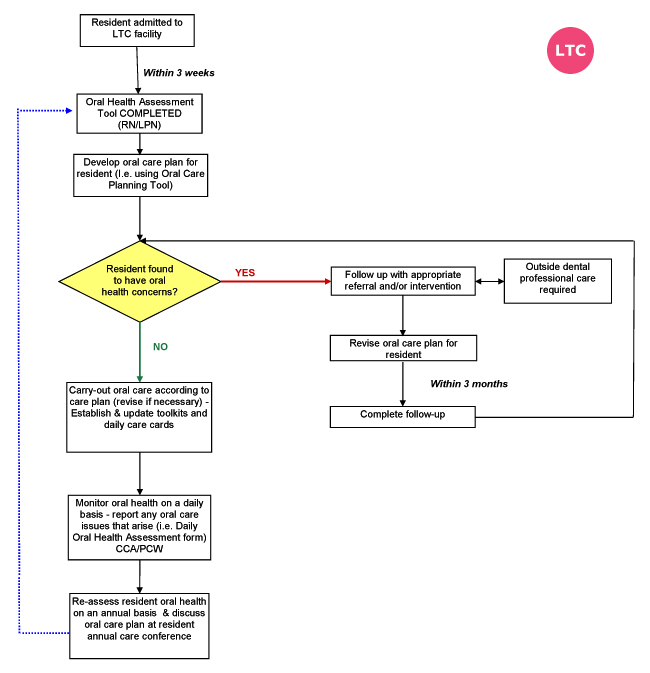 Resident admitted to
LTC facility
LTC
Within 3 weeks
Oral Health Assessment
Tool COMPLETED
(RN/LPN)
Develop oral care plan for
resident (I.e. using Oral Care
Planning Tool)
Resident found
to have oral
health concerns?
YES
Follow up with appropriate
referral and/or intervention
Outside dental
professional care
required
Revise oral care plan for
resident
Within 3 months
Complete follow-up
NO
Carry-out oral care according to
care plan (revise if necessary) -
Establish & update toolkits and
daily care cards
Monitor oral health on a daily
basis - report any oral care
issues that arise (i.e. Daily
Oral Health Assessment form)
CCA/PCW
Re-assess resident oral health
on an annual basis & discuss
oral care plan at resident
annual care conference